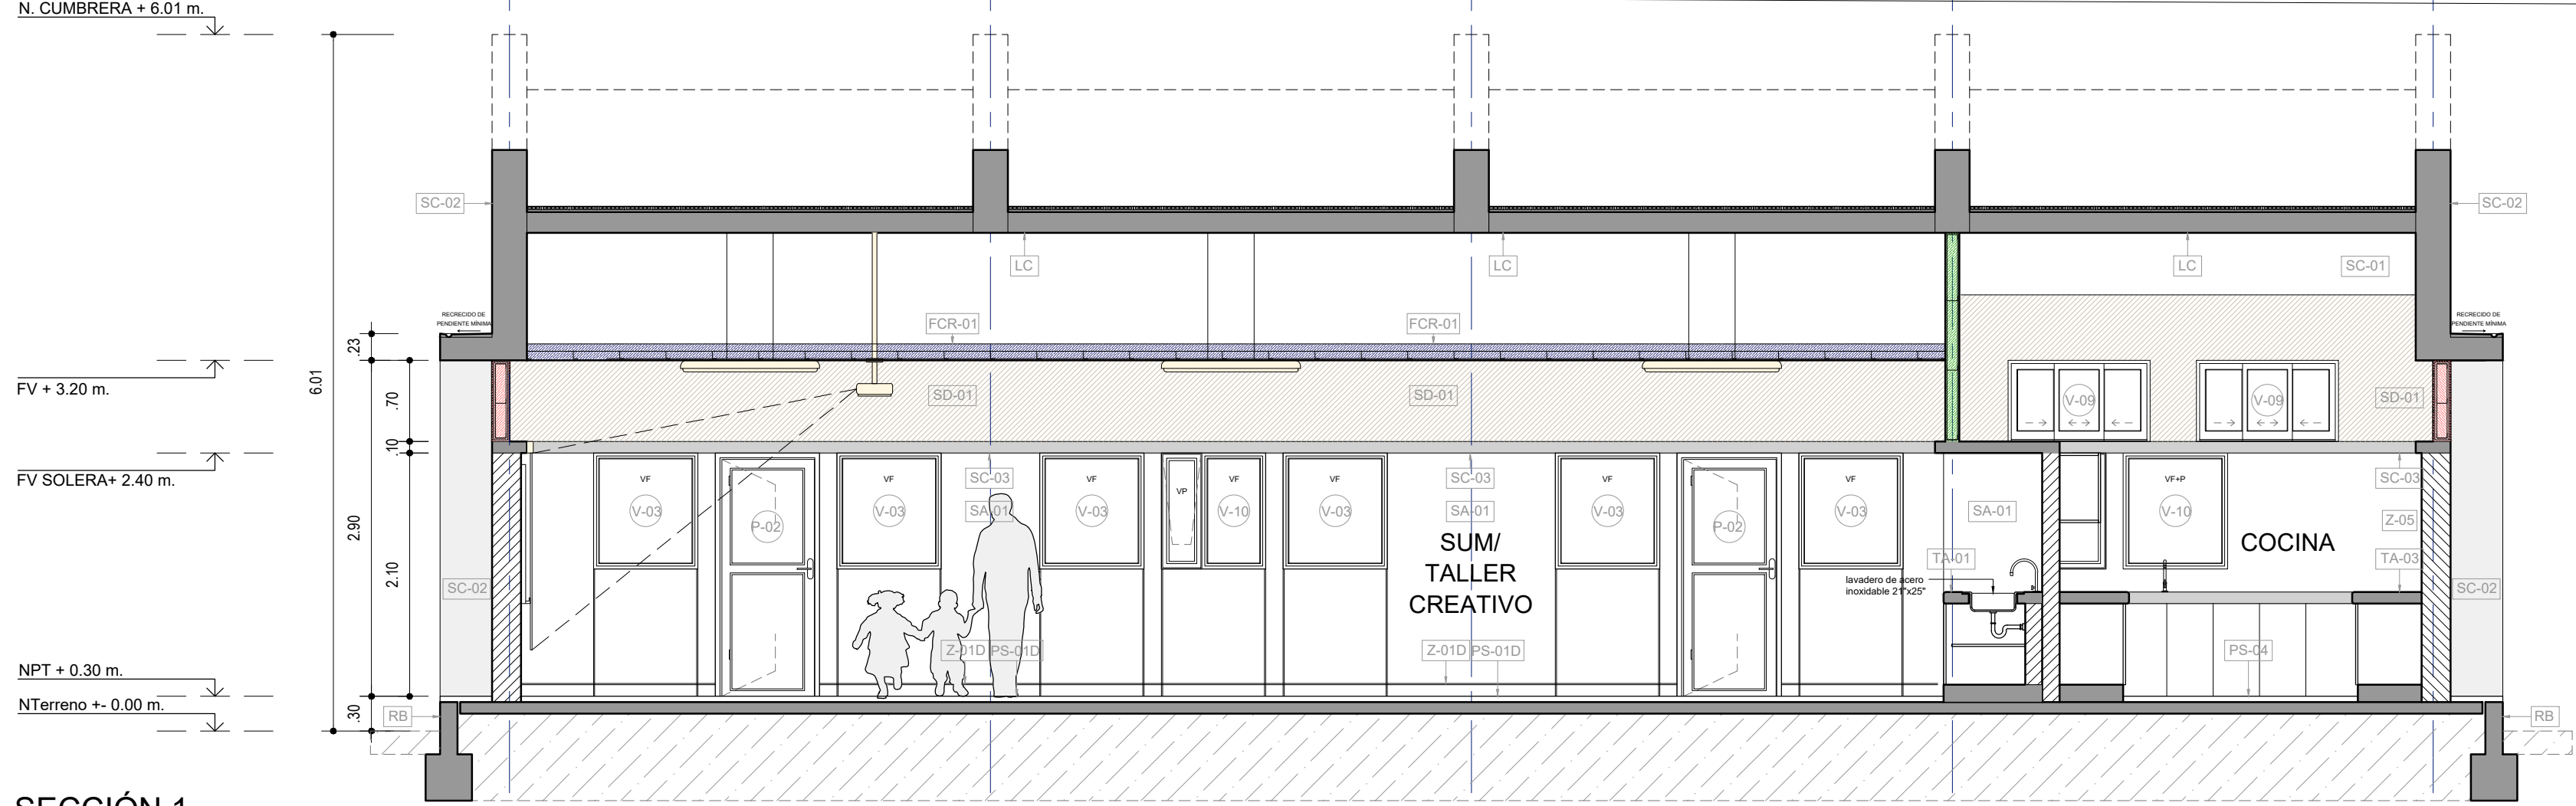 N. CUMBRERA + 6.01 m.
SC-02
SC-02
LC
LC
LC
SC-01
RECRECIDO DE
PENDIENTE MÍNIMA
RECRECIDO DE
PENDIENTE MÍNIMA
FCR-01
FCR-01
.23
6.01
FV + 3.20 m.
.70
SD-01
SD-01
V-09
V-09
SD-01
.10
FV SOLERA+ 2.40 m.
VF
V-03
P-02
VF
V-03
SC-03
SA-01
VF
V-03
VP
VF
V-10
VF
V-03
SC-03
SA-01
VF
V-03
P-02
VF
V-03
SA-01
VF+P
V-10
SC-03
Z-05
TA-03
2.90
2.10
SUM/
TALLER
CREATIVO
COCINA
TA-01
lavadero de acero
inoxidable 21"x25"
SC-02
SC-02
Z-01D
PS-01D
Z-01D
PS-01D
PS-04
NPT + 0.30 m.
NTerreno +- 0.00 m.
.30
RB
RB
SECCIÓN 1